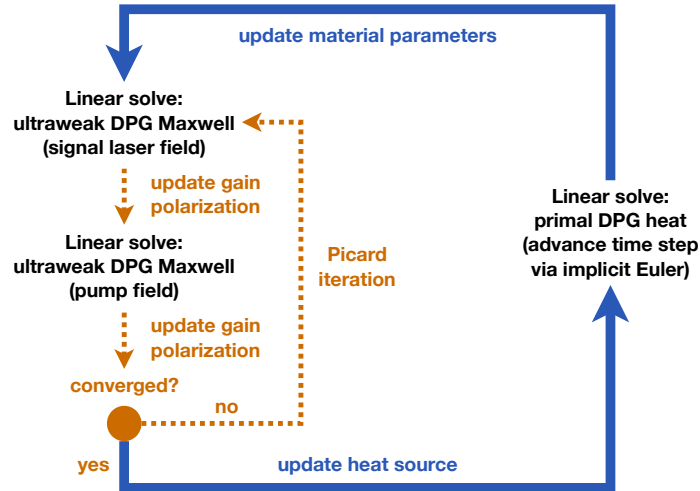 update material parameters
Linear solve:
ultraweak DPG Maxwell
(signal laser field)
update gain
polarization
Linear solve:
ultraweak DPG Maxwell
(pump field)
update gain
polarization
converged?
no
yes
Picard
iteration
update heat source
Linear solve:
primal DPG heat
(advance time step
via implicit Euler)